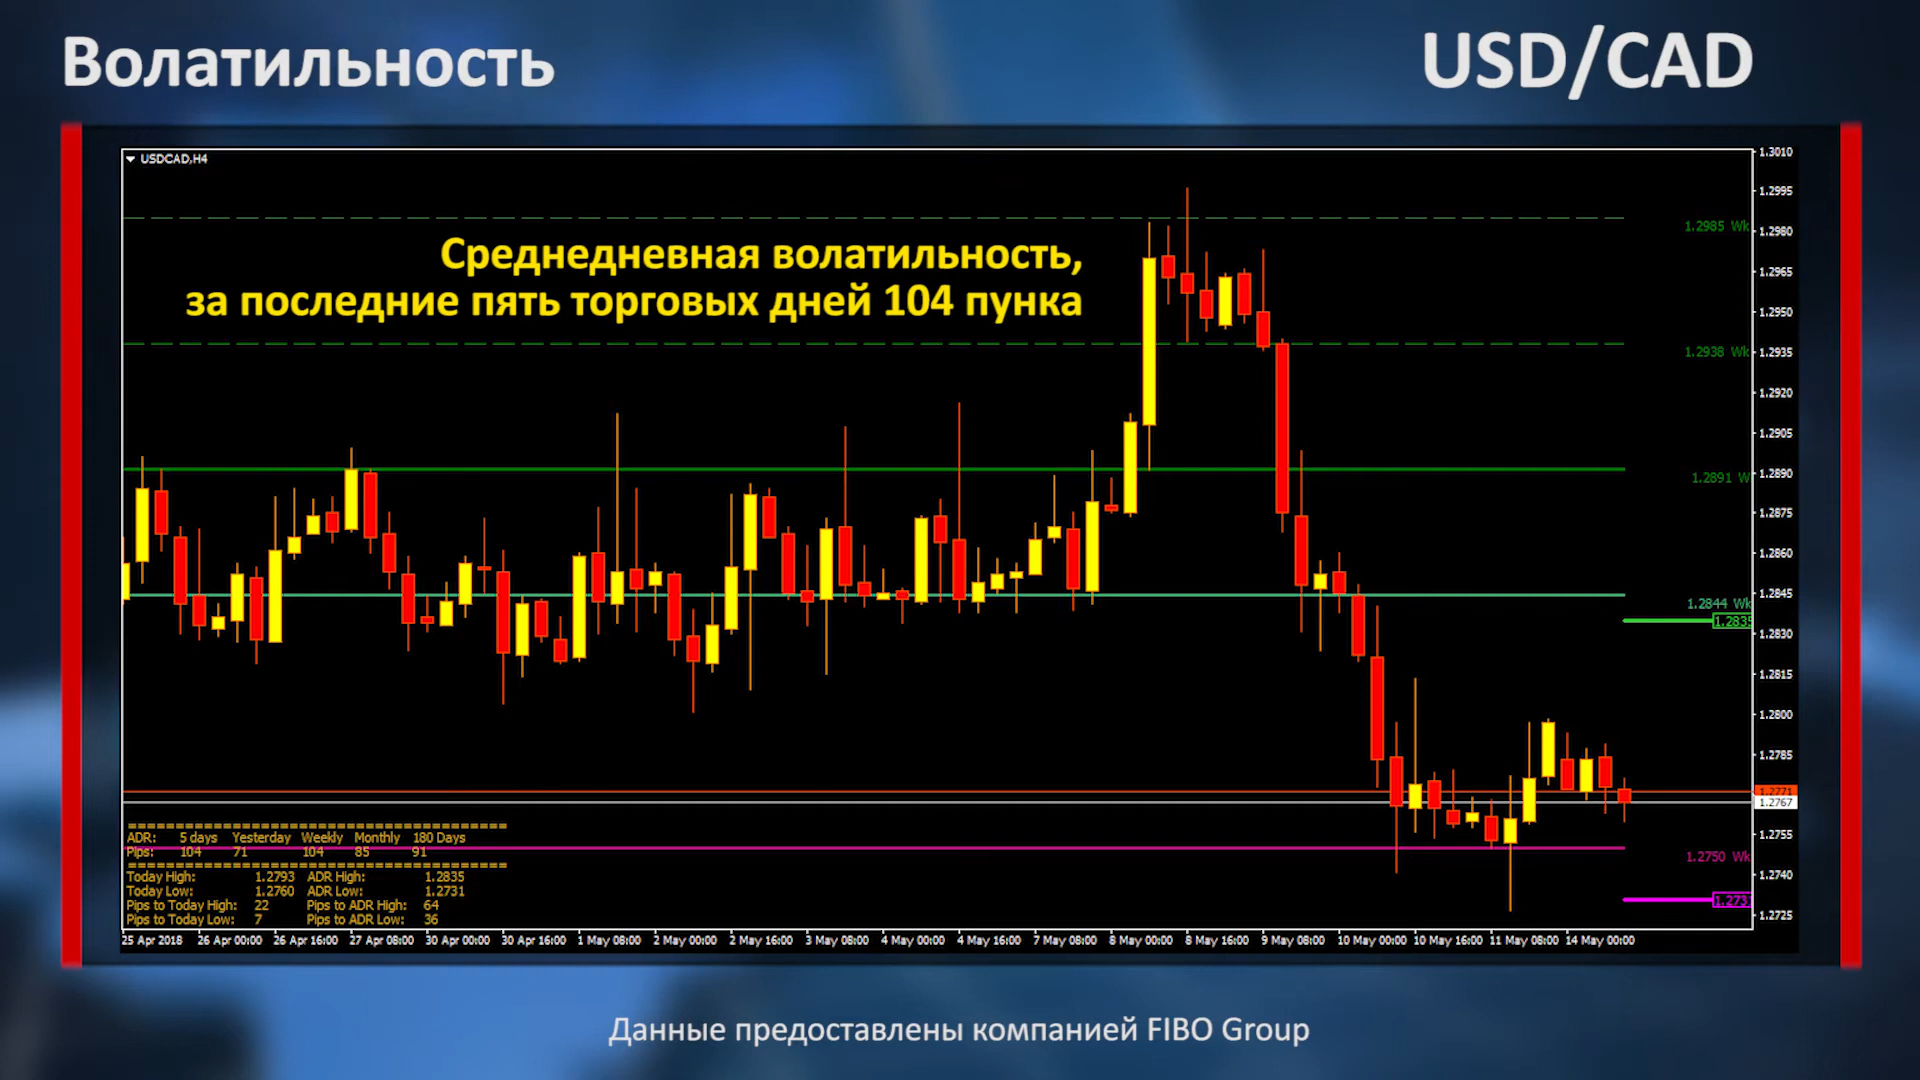 Волатильность
USD/CAD
USDCAD,H4
Среднедневная волатильность,
за последние пять торговых дней 104 пунка
1.3010
1.2995
1.2985 Wk
1.2980
1.2965
1.2950
1.2938 Wk
1.2935
1.2920
1.2905
1.2890
1.2891 W
1.2875
1.2860
1.2845
1.2844 Wk
1.2835
1.2830
1.2815
1.2800
1.2785
1.2771
1.2767
1.2755
1.2750 Wk
1.2740
1.273
1.2725
========================================
ADR: 5 days Yesterday Weekly Monthly 180 Days
Pips: 104 71 104 85 91
========================================
Today High: 1.2793 ADR High: 1.2835
Today Low: 1.2760 ADR Low: 1.2731
Pips to Today High: 22 Pips to ADR High: 64
Pips to Today Low: 7 Pips to ADR Low: 36
25 Apr 2018 26 Apr 00:00 26 Apr 16:00 27 Apr 08:00 30 Apr 00:00 30 Apr 16:00 1 May 08:00 2 May 00:00 2 May 16:00 3 May 08:00 4 May 00:00 4 May 16:00 7 May 08:00 8 May 00:00 8 May 16:00 9 May 08:00 10 May 00:00 10 May 16:00 11 May 08:00 14 May 00:00
Данные предоставлены компанией FIBO Group